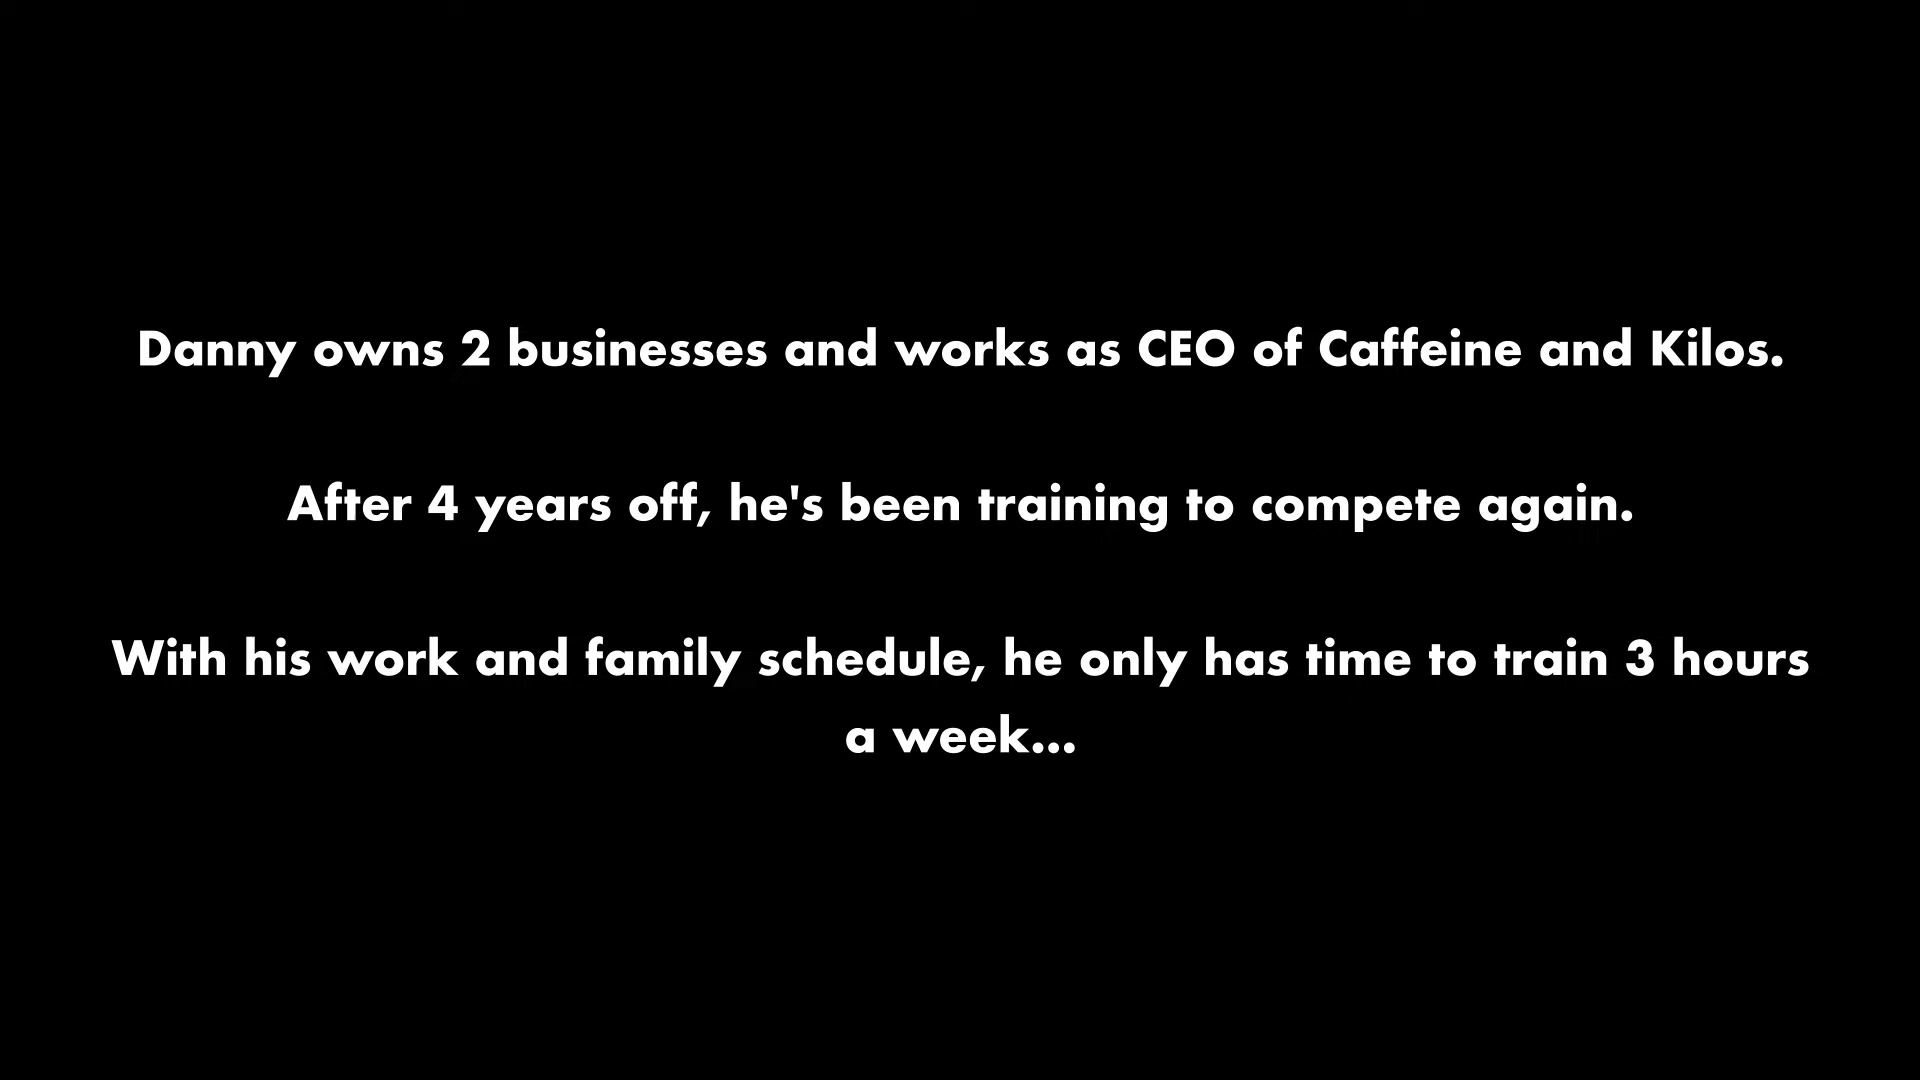 Danny owns 2 businesses and works as CEO of Caffeine and Kilos.
After 4 years off, he's been training to compete again.
With his work and family schedule, he only has time to train 3 hours
a week...